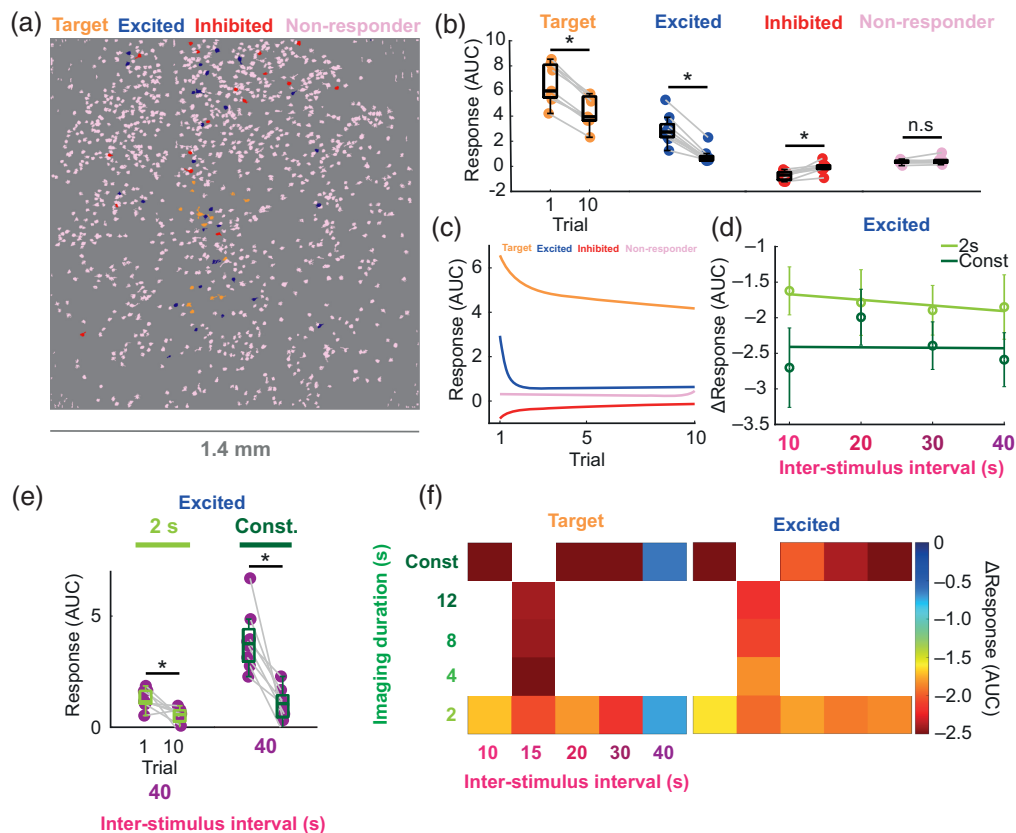 (a)
Target Excited Inhibited Non-responder
1.4 mm
(b)
Target Excited Inhibited Non-responder
Response (AUC)
8
6
4
2
0
−2
* * * n.s
1 10
Trial
(c)
Target Excited Inhibited Non-responder
Response (AUC)
6
4
2
0
1 5 10
Trial
(d)
Excited
2s
Const
ΔResponse (AUC)
−1
−1.5
−2
−2.5
−3
−3.5
10 20 30 40
Inter-stimulus interval (s)
(e)
Excited
2 s Const.
Response (AUC)
5
0
* *
1 10
Trial
40 40
Inter-stimulus interval (s)
(f)
Target Excited
Imaging duration (s)
Const
12
8
4
2
10 15 20 30 40
Inter-stimulus interval (s)
0
−0.5
−1.0
−1.5
−2.0
−2.5
ΔResponse (AUC)